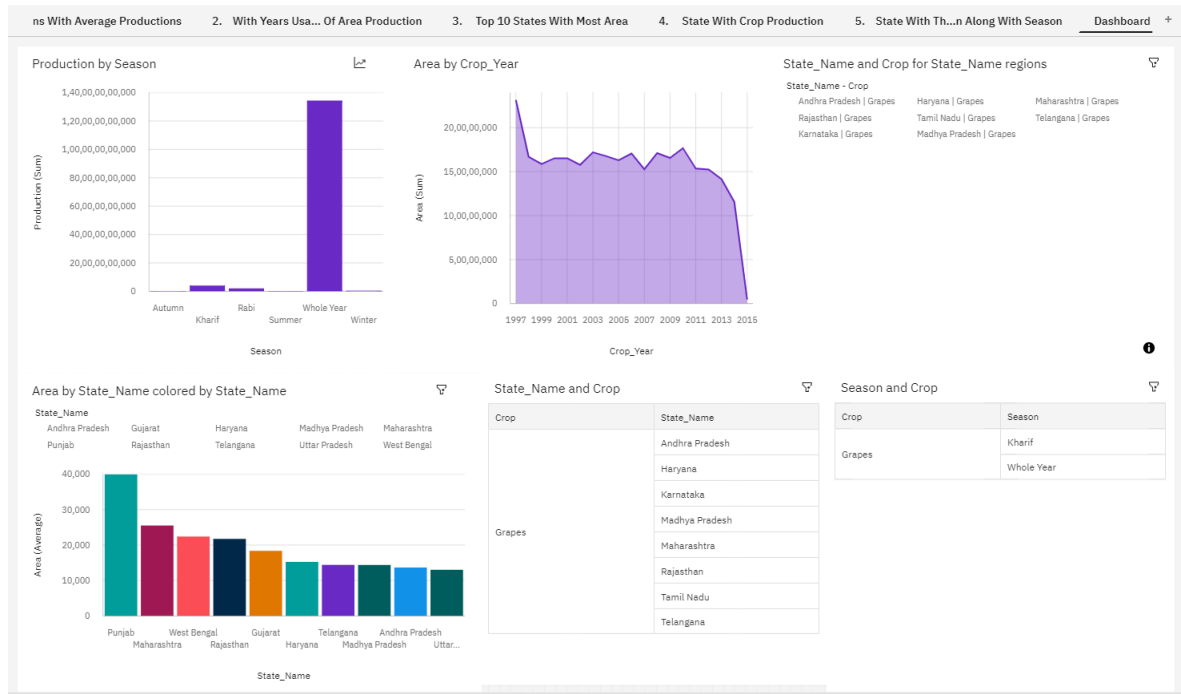 ns With Average Productions 2. With Years Usa... Of Area Production 3. Top 10 States With Most Area 4. State With Crop Production 5. State With Th...n Along With Season Dashboard +
Production by Season
1,40,00,00,00,000
1,20,00,00,00,000
1,00,00,00,00,000
80,00,00,00,000
60,00,00,00,000
40,00,00,00,000
20,00,00,00,000
0
Production (Sum)
Autumn Rabi Whole Year
Kharif Summer Winter
Season
Area by Crop_Year
20,00,00,000
15,00,00,000
10,00,00,000
5,00,00,000
0
Area (Sum)
1997 1999 2001 2003 2005 2007 2009 2011 2013 2015
Crop_Year
State_Name and Crop for State_Name regions
State_Name - Crop
Andhra Pradesh | Grapes Haryana | Grapes Maharashtra | Grapes
Rajasthan | Grapes Tamil Nadu | Grapes Telangana | Grapes
Karnataka | Grapes Madhya Pradesh | Grapes
Area by State_Name colored by State_Name
State_Name
Andhra Pradesh Gujarat Haryana Madhya Pradesh Maharashtra
Punjab Rajasthan Telangana Uttar Pradesh West Bengal
40,000
30,000
20,000
10,000
0
Area (Average)
Punjab West Bengal Gujarat Telangana Andhra Pradesh
Maharashtra Rajasthan Haryana Madhya Pradesh Uttar...
State_Name
State_Name and Crop
Crop State_Name
Andhra Pradesh
Haryana
Karnataka
Madhya Pradesh
Grapes
Maharashtra
Rajasthan
Tamil Nadu
Telangana
Season and Crop
Crop Season
Kharif
Grapes
Whole Year